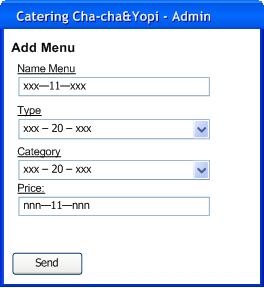 Catering Cha-cha&Yopi - Admin
Add Menu
Name Menu
xxx—11—xxx
Type
xxx – 20 – xxx
Category
xxx – 20 – xxx
Price:
nnn—11—nnn
Send